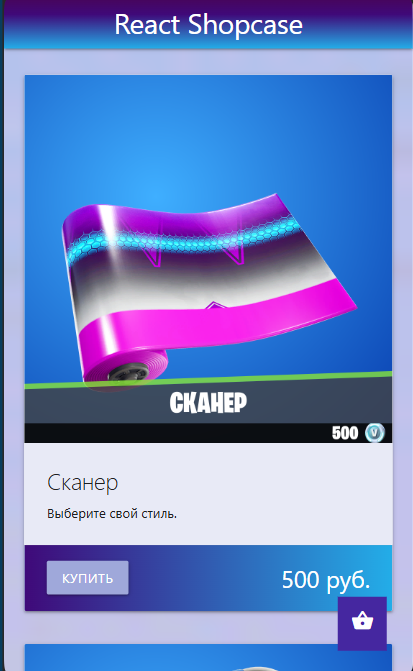 React Shopcase
СКАНЕР
500 V
Сканер
Выберите свой стиль.
КУПИТЬ
500 руб.